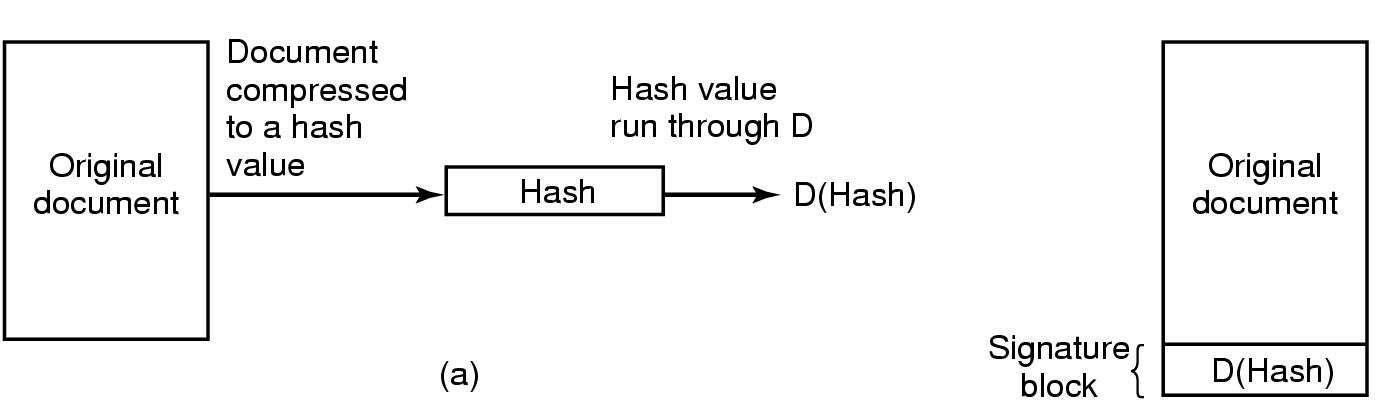 Original
document
Document
compressed
to a hash
value
Hash
Hash value
run through D
D(Hash)
(a)
Original
document
Signature
block
D(Hash)